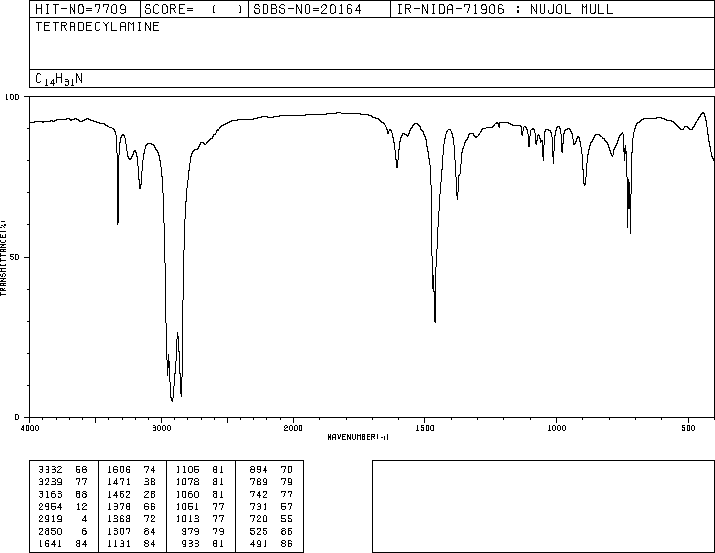 HIT-NO=7709 SCORE= ( ) SDBS-NO=20164 IR-NIDA-71906 : NUJOL MULL
TETRADECYLAMINE
C14H31N
100
50
0
TRANSMITTANCE(%)
4000 3000 2000 1500 1000 500
WAVENUMBER(-1)
3332 58 1606 74 1105 81 894 70
3239 77 1471 38 1078 81 789 79
3163 68 1462 28 1060 81 742 77
2954 12 1378 66 1051 77 731 57
2919 4 1368 72 1013 77 720 55
2850 6 1307 84 979 79 525 86
1641 84 1131 84 933 81 491 86